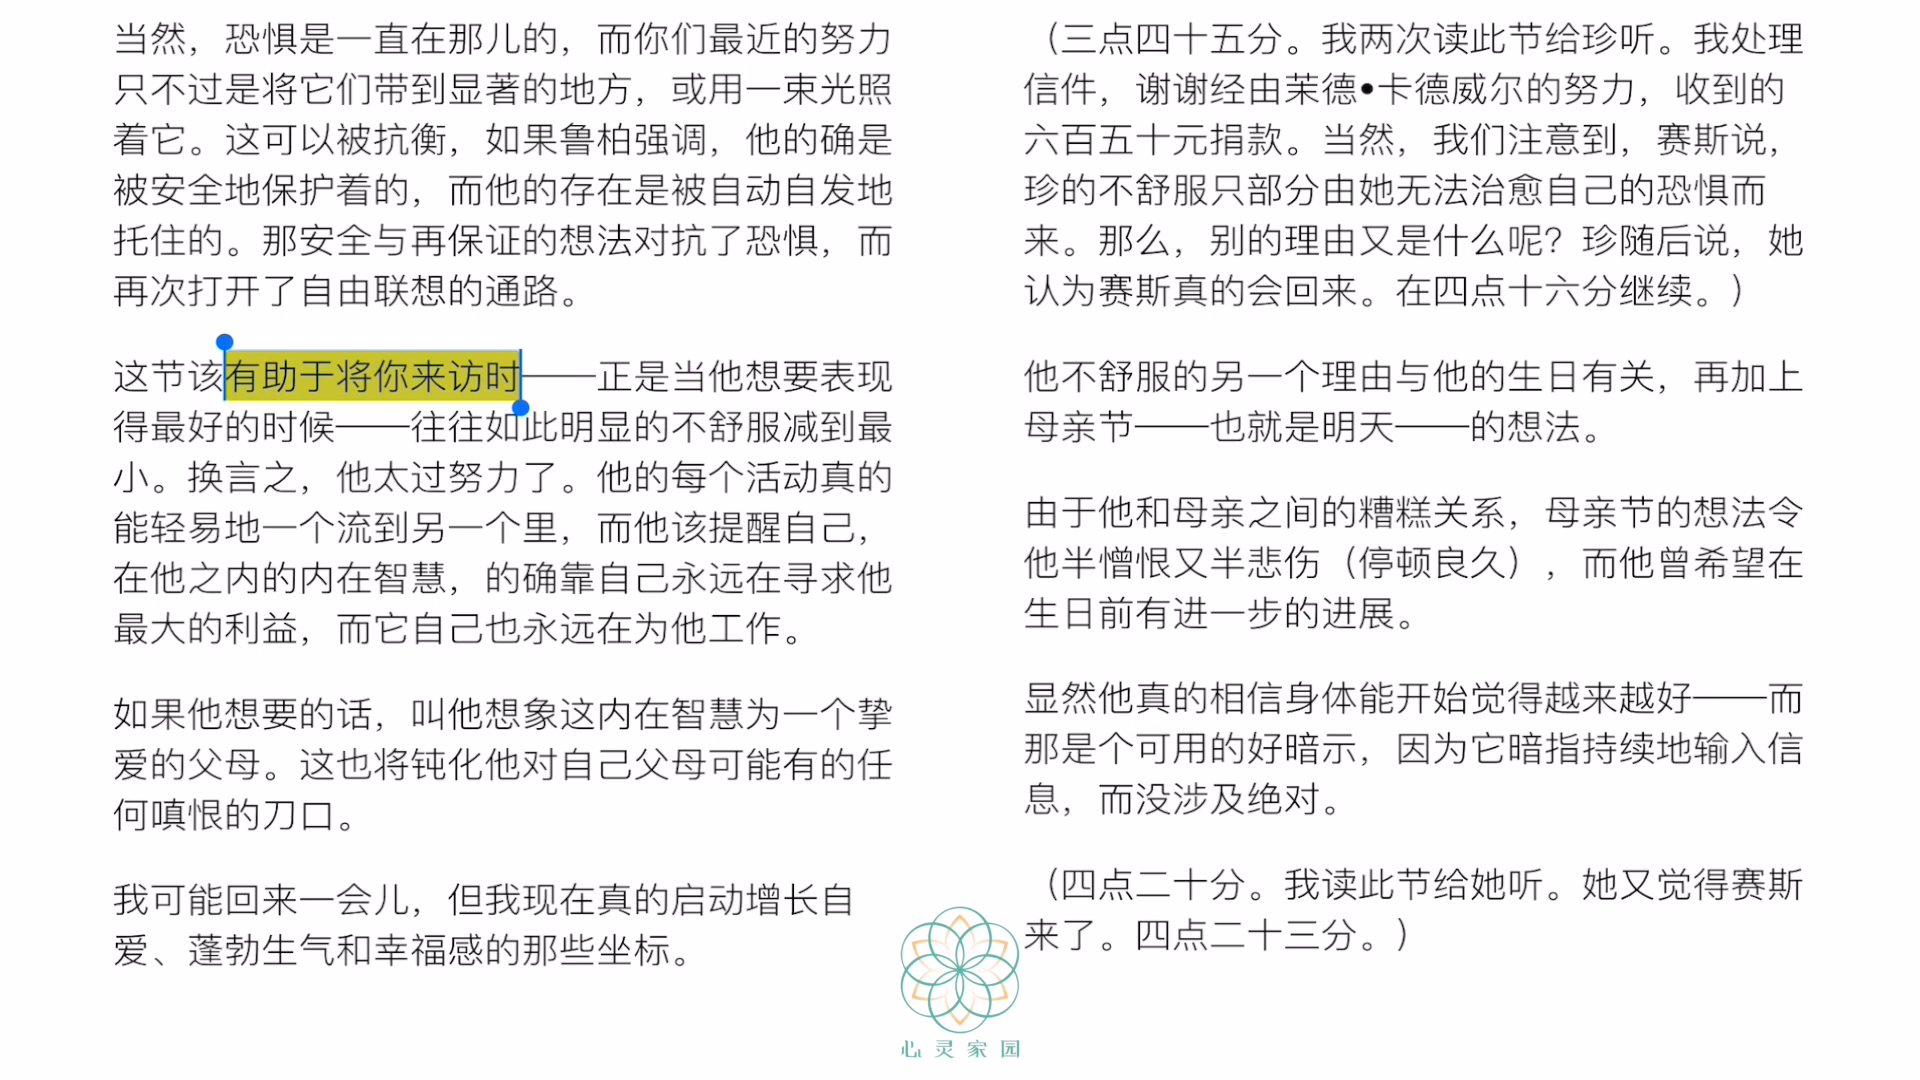 当然，恐惧是一直在那儿的，而你们最近的努力
只不过是将它们带到显著的地方，或用一束光照
着它。这可以被抗衡，如果鲁柏强调，他的确是
被安全地保护着的，而他的存在是被自动自发地
托住的。那安全与再保证的想法对抗了恐惧，而
再次打开了自由联想的通路。
这节该有助于将你来访时——正是当他想要表现
得最好的时候——往往如此明显的不舒服减到最
小。换言之，他太过努力了。他的每个活动真的
能轻易地一个流到另一个里，而他该提醒自己，
在他之内的内在智慧，的确靠自己永远在寻求他
最大的利益，而它自己也永远在为他工作。
如果他想要的话，叫他想象这内在智慧为一个挚
爱的父母。这也将钝化他对自己父母可能有的任
何嗔恨的刀口。
我可能回来一会儿，但我现在真的启动增长自
爱、蓬勃生气和幸福感的那些坐标。
（三点四十五分。我两次读此节给珍听。我处理
信件，谢谢经由茉德•卡德威尔的努力，收到的
六百五十元捐款。当然，我们注意到，赛斯说，
珍的不舒服只部分由她无法治愈自己的恐惧而
来。那么，别的理由又是什么呢？珍随后说，她
认为赛斯真的会回来。在四点十六分继续。）
他不舒服的另一个理由与他的生日有关，再加上
母亲节——也就是明天——的想法。
由于他和母亲之间的糟糕关系，母亲节的想法令
他半憎恨又半悲伤（停顿良久），而他曾希望在
生日前有进一步的进展。
显然他真的相信身体能开始觉得越来越好——而
那是个可用的好暗示，因为它暗指持续地输入信
息，而没涉及绝对。
（四点二十分。我读此节给她听。她又觉得赛斯
来了。四点二十三分。）
心灵家园